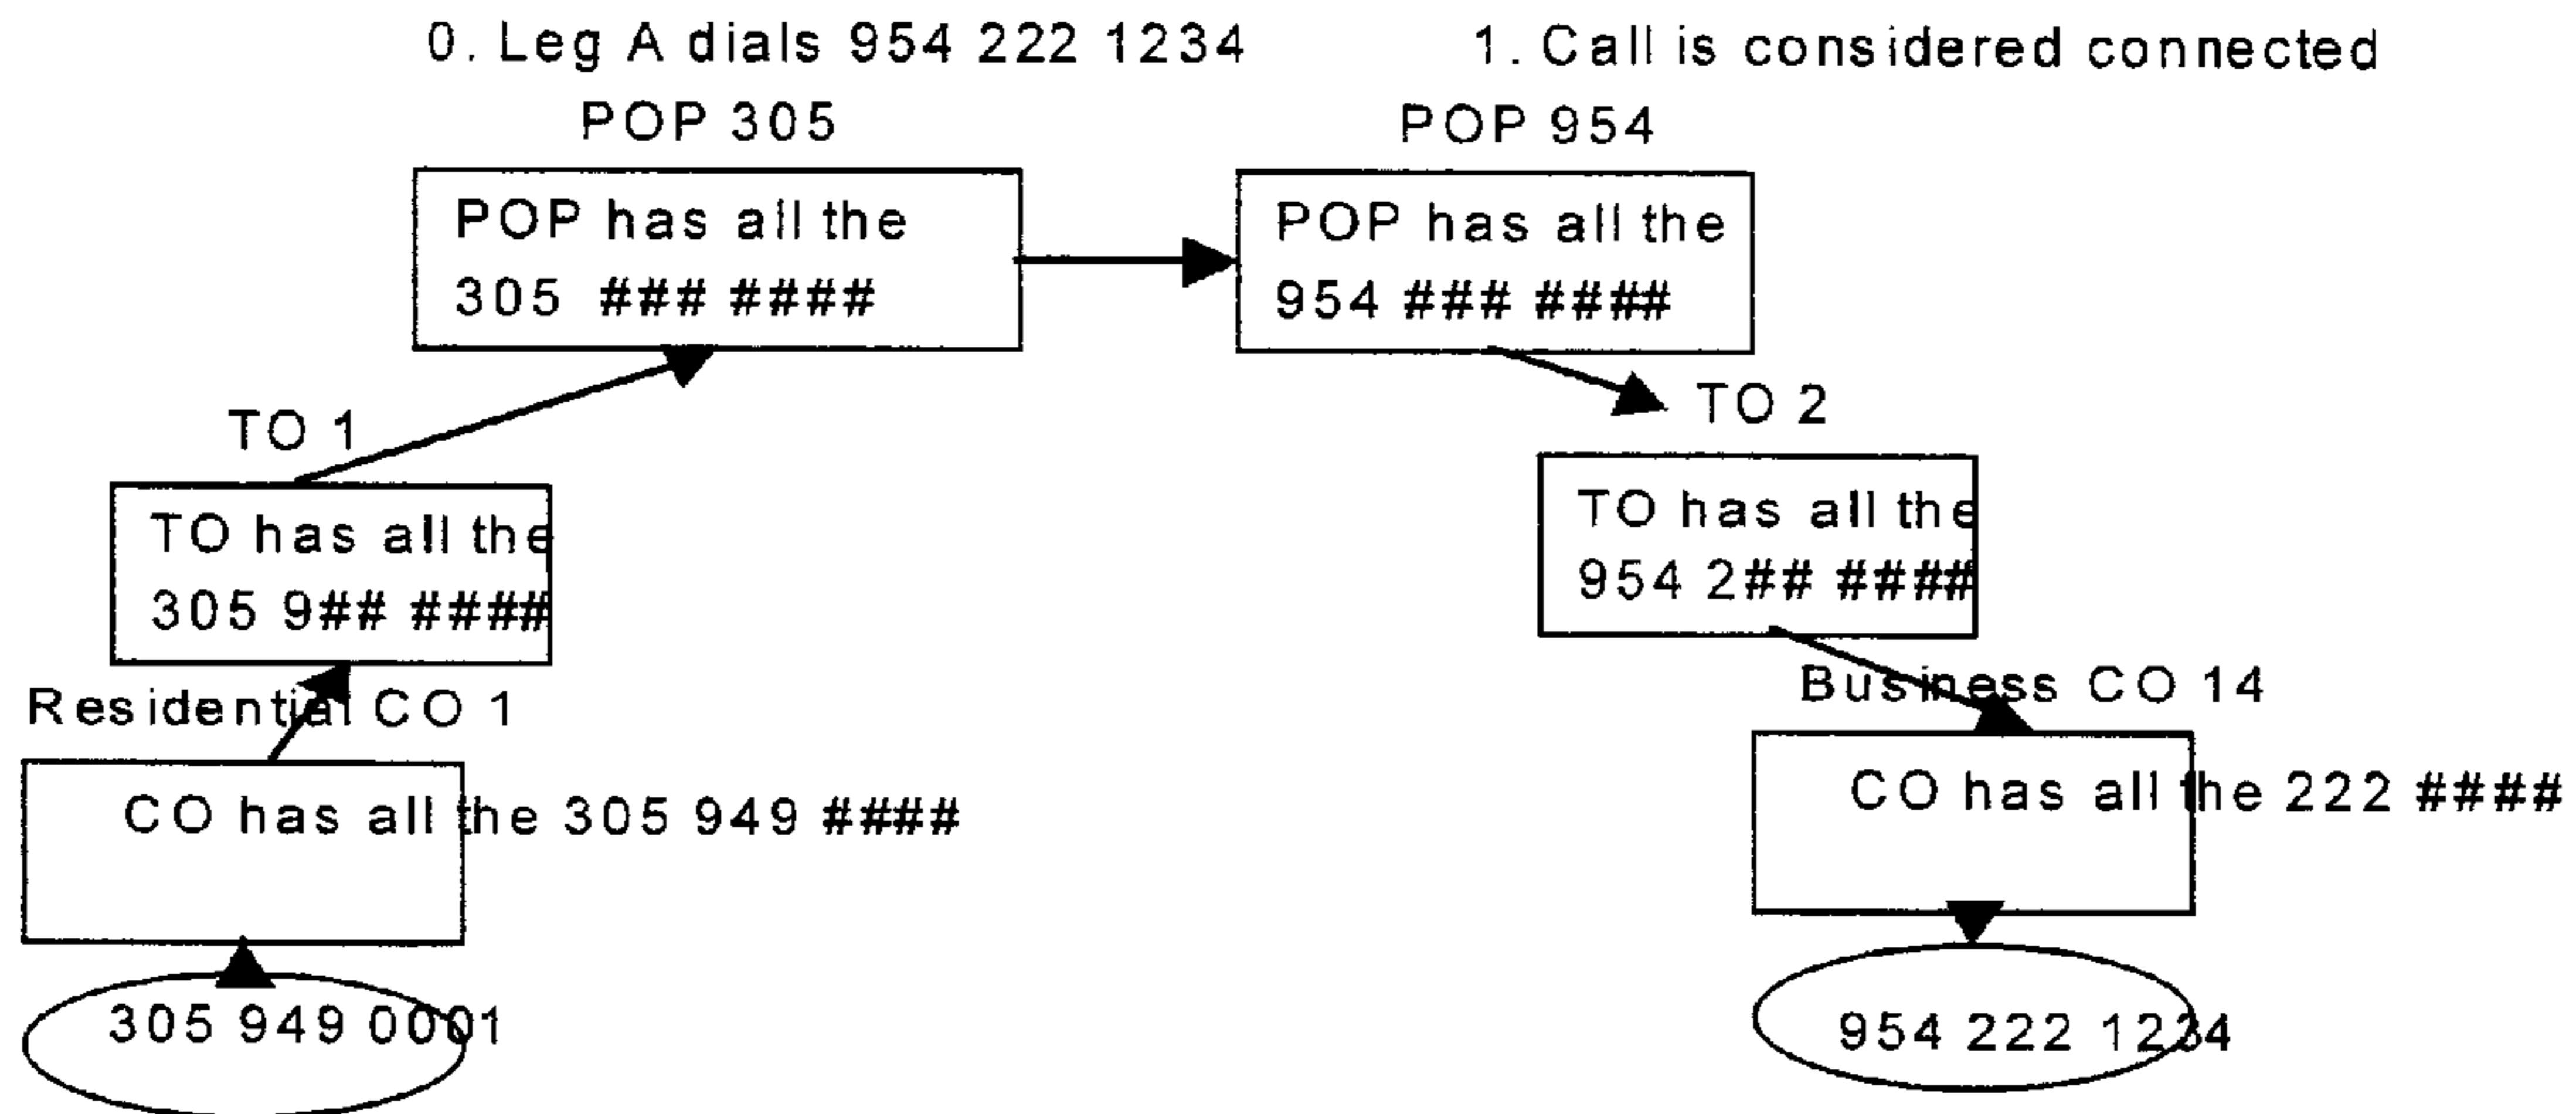 0. Leg A dials 954 222 1234
1. Call is considered connected
POP 305
POP 954
POP has all the
305 ### ####
POP has all the
954 ### ####
TO 1
TO 2
TO has all the
305 9## ####
TO has all the
954 2## ####
Residential CO 1
Business CO 14
CO has all the 305 949 ####
CO has all the 222 ####
305 949 0001
954 222 1234